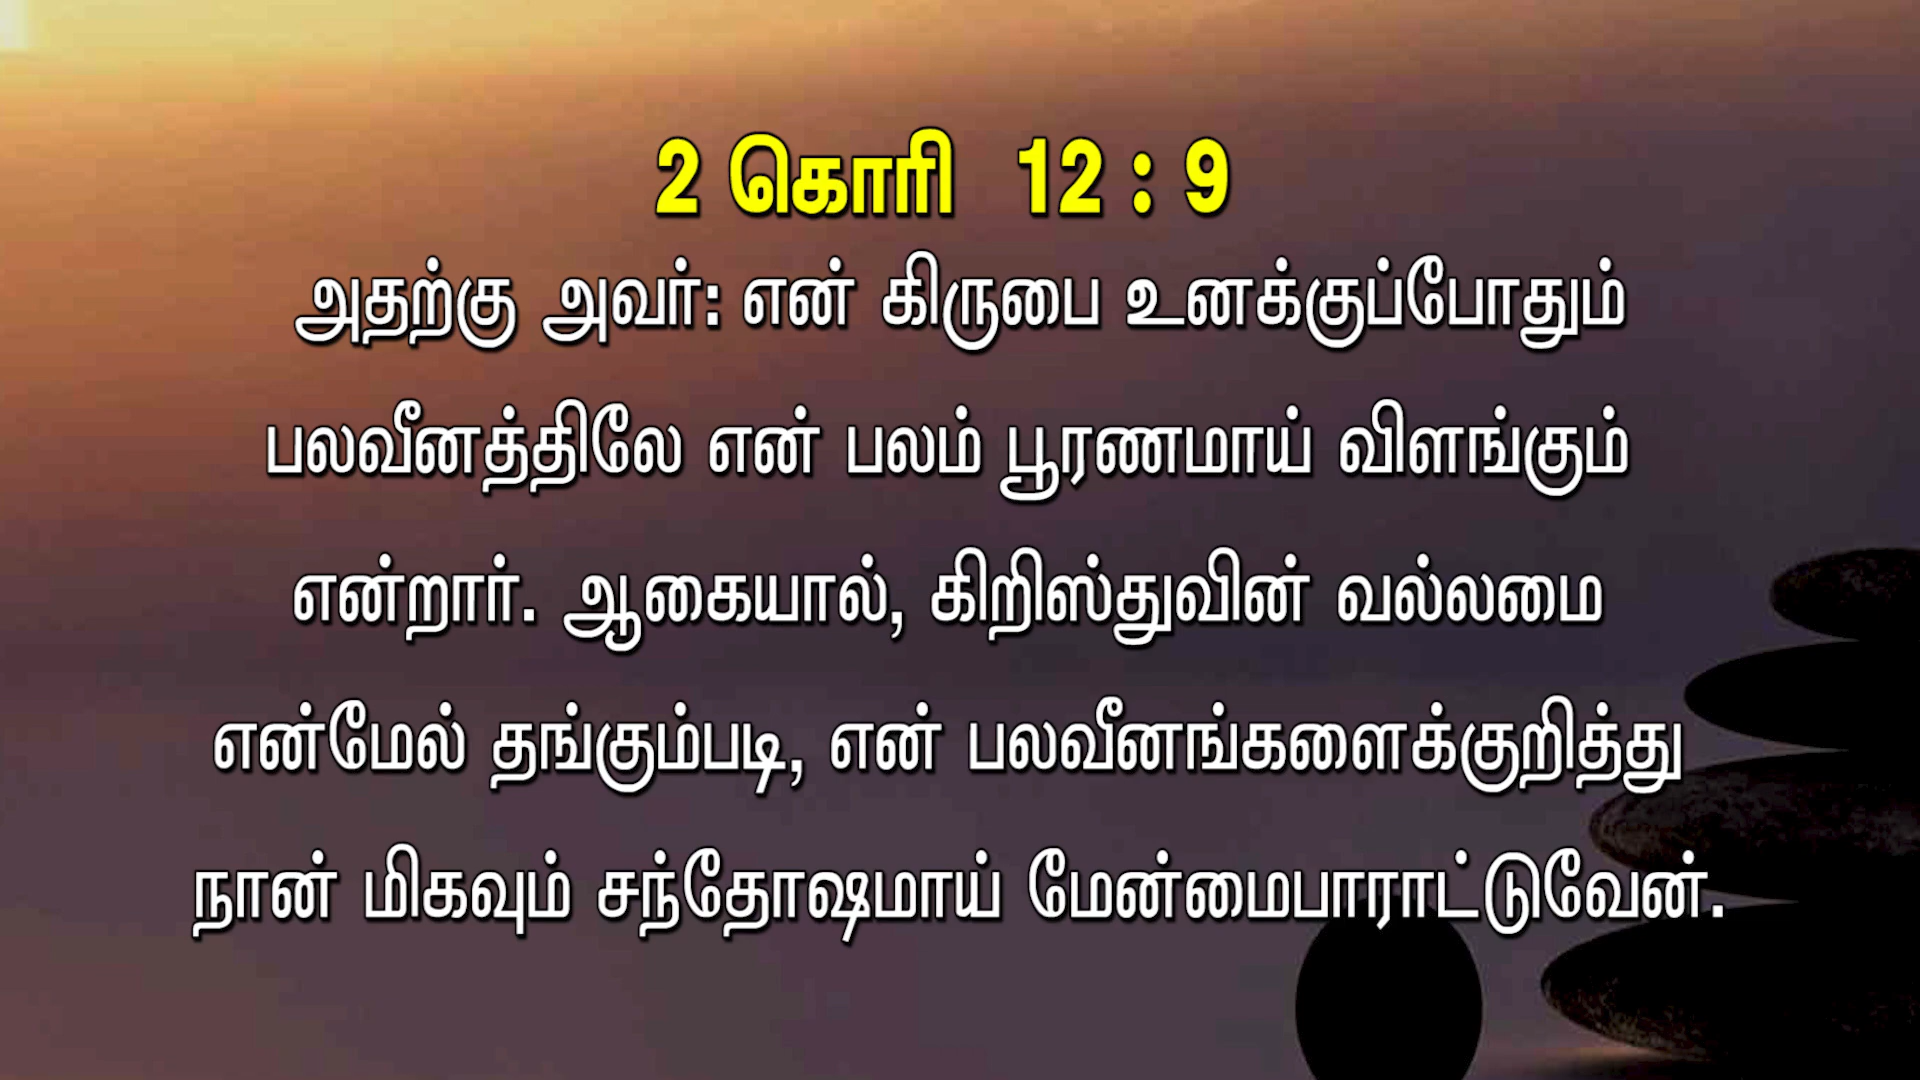 2 கொரி 12 : 9
அதற்கு அவர்: என் கிருபை உனக்குப்போதும்
பலவீனத்திலே என் பலம் பூரணமாய் விளங்கும்
என்றார். ஆகையால், கிறிஸ்துவின் வல்லமை
என்மேல் தங்கும்படி, என் பலவீனங்களைக்குறித்து
நான் மிகவும் சந்தோஷமாய் மேன்மைபாராட்டுவேன்.